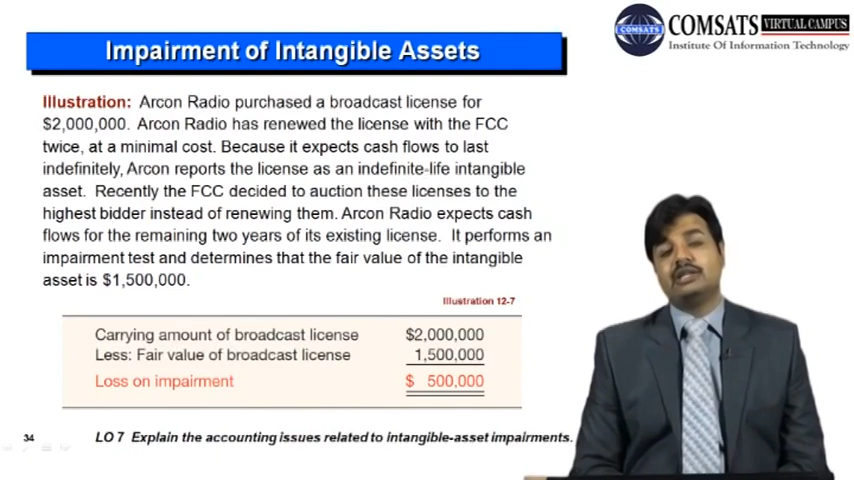 COMSATS VIRTUAL CAMPUS
COMSATS
Institute Of Information Technology
Impairment of Intangible Assets
Illustration: Arcon Radio purchased a broadcast license for
$2,000,000. Arcon Radio has renewed the license with the FCC
twice, at a minimal cost. Because it expects cash flows to last
indefinitely, Arcon reports the license as an indefinite-life intangible
asset. Recently the FCC decided to auction these licenses to the
highest bidder instead of renewing them. Arcon Radio expects cash
flows for the remaining two years of its existing license. It performs an
impairment test and determines that the fair value of the intangible
asset is $1,500,000.
Illustration 12-7
Carrying amount of broadcast license $2,000,000
Less: Fair value of broadcast license 1,500,000
Loss on impairment $ 500,000
34 LO 7 Explain the accounting issues related to intangible-asset impairments.